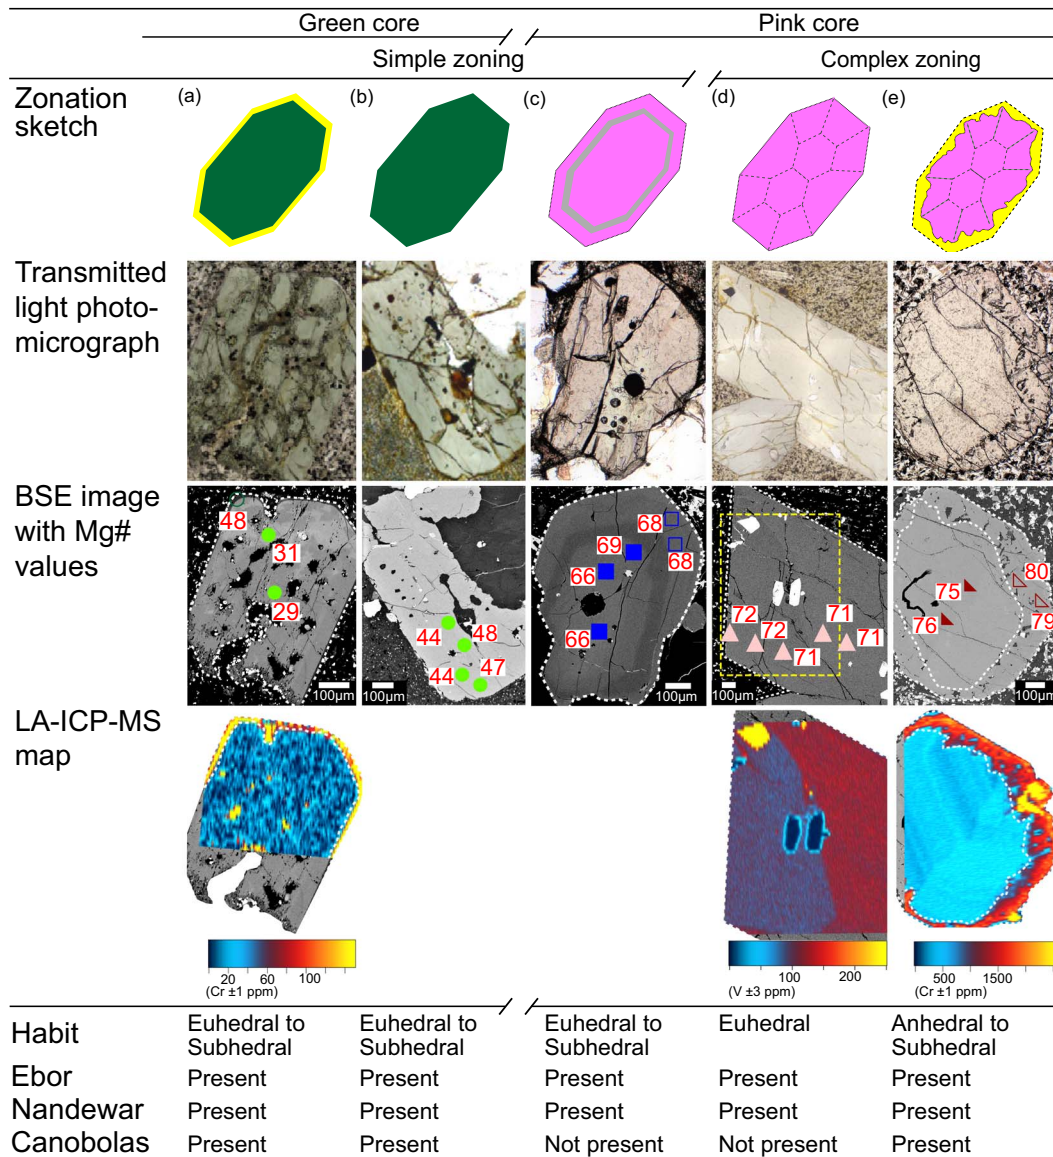 Green core
Pink core
Simple zoning
Complex zoning
Zonation
sketch
(a)
(b)
(c)
(d)
(e)
Transmitted
light photo-
micrograph
BSE image
with Mg#
values
48
31
29
100µm
44
48
44
47
100µm
68
69
68
66
66
100µm
72
72
71
71
71
100µm
75
76
80
79
100µm
LA-ICP-MS
map
20
60
100
(Cr ±1 ppm)
100
200
(V ±3 ppm)
500
1500
(Cr ±1 ppm)
Habit
Euhedral to
Subhedral
Euhedral to
Subhedral
Euhedral to
Subhedral
Euhedral
Anhedral to
Subhedral
Ebor
Present
Present
Present
Present
Present
Nandewar
Present
Present
Present
Present
Present
Canobolas
Present
Present
Not present
Not present
Present